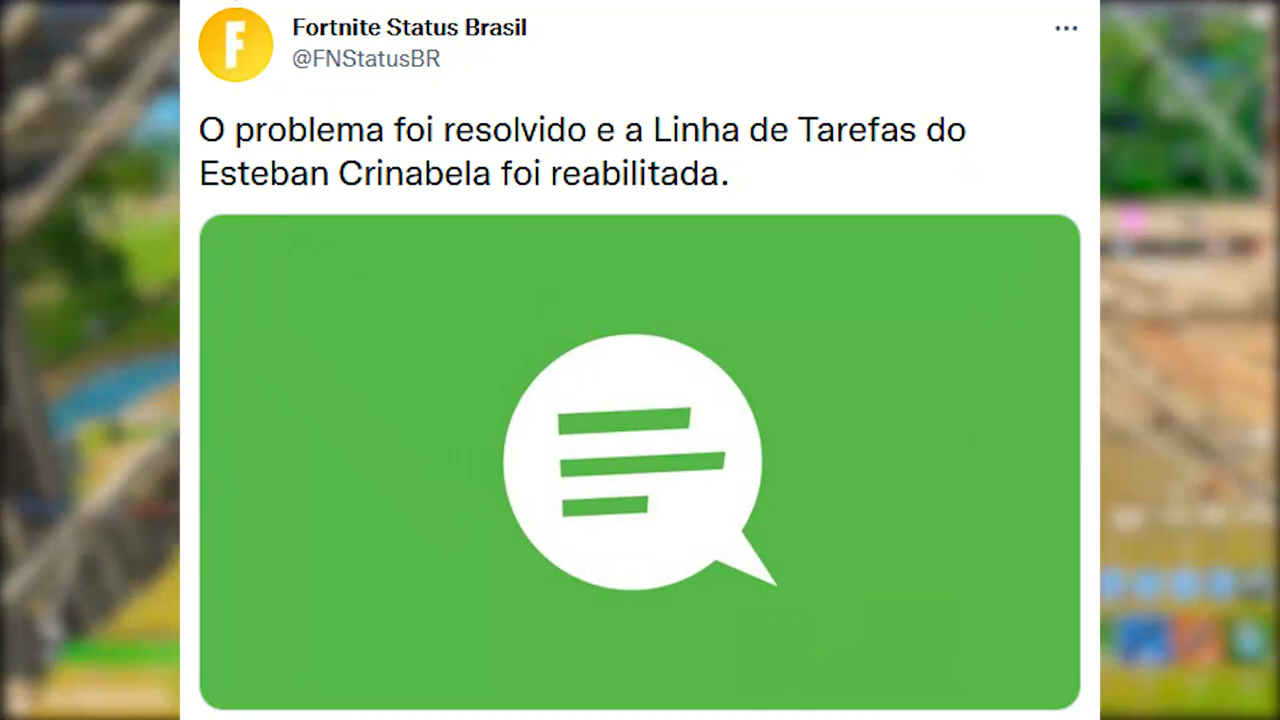 F
Fortnite Status Brasil
@FNStatusBR
O problema foi resolvido e a Linha de Tarefas do
Esteban Crinabela foi reabilitada.